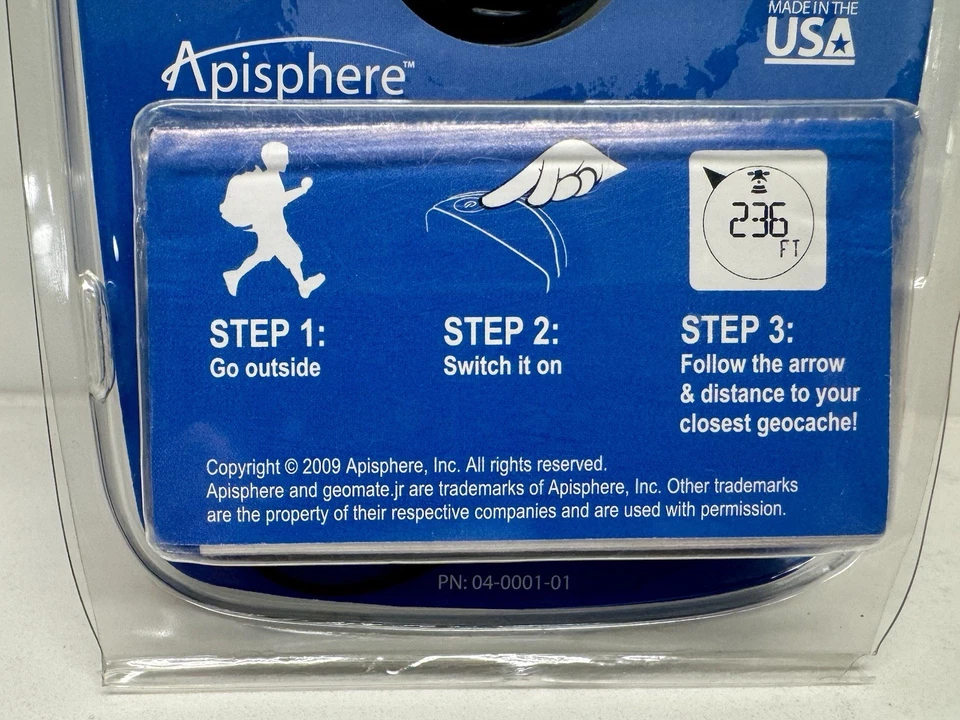 Apisphere™
MADE IN THE
USA
236
FT
STEP 1:
Go outside
STEP 2:
Switch it on
STEP 3:
Follow the arrow
& distance to your
closest geocache!
Copyright © 2009 Apisphere, Inc. All rights reserved.
Apisphere and geomate.jr are trademarks of Apisphere, Inc. Other trademarks
are the property of their respective companies and are used with permission.
PN: 04-0001-01